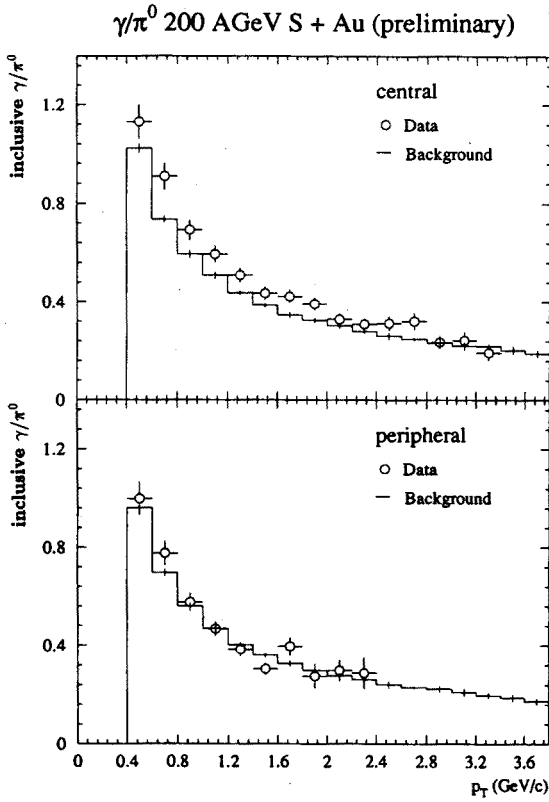 γ/π⁰ 200 AGeV S + Au (preliminary)
inclusive γ/π⁰
central
Data
Background
1.2
0.8
0.4
0
inclusive γ/π⁰
peripheral
Data
Background
1.2
0.8
0.4
0
0 0.4 0.8 1.2 1.6 2 2.4 2.8 3.2 3.6
p_T (GeV/c)